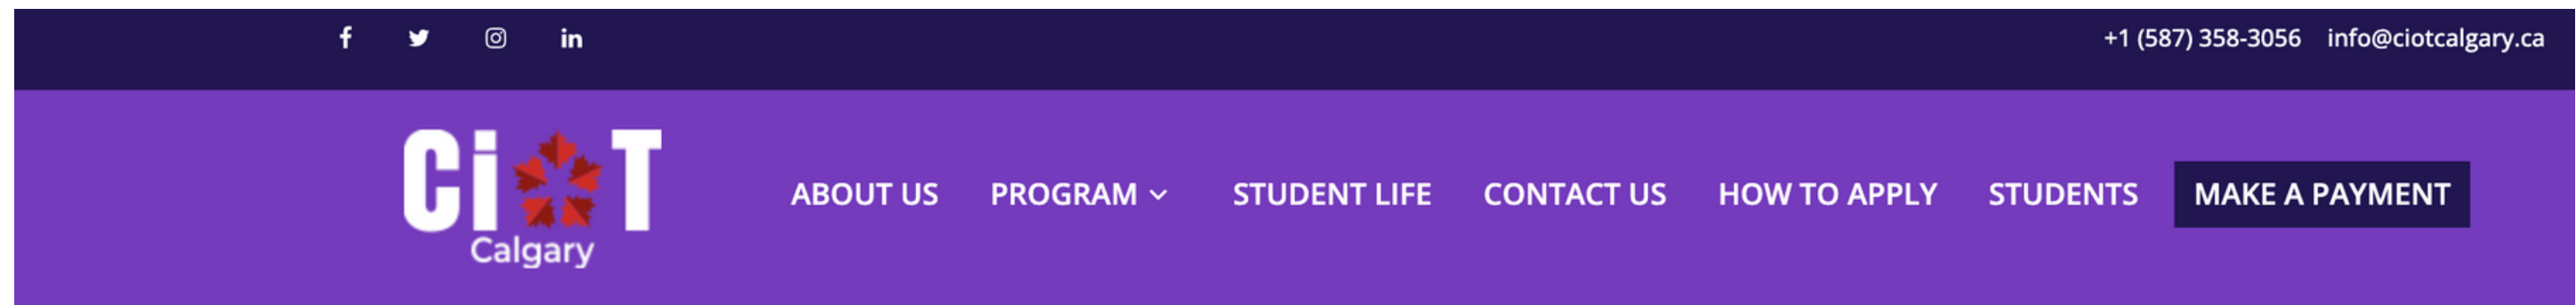 +1 (587) 358-3056 info@ciotcalgary.ca
CiOT
Calgary
ABOUT US PROGRAM STUDENT LIFE CONTACT US HOW TO APPLY STUDENTS MAKE A PAYMENT